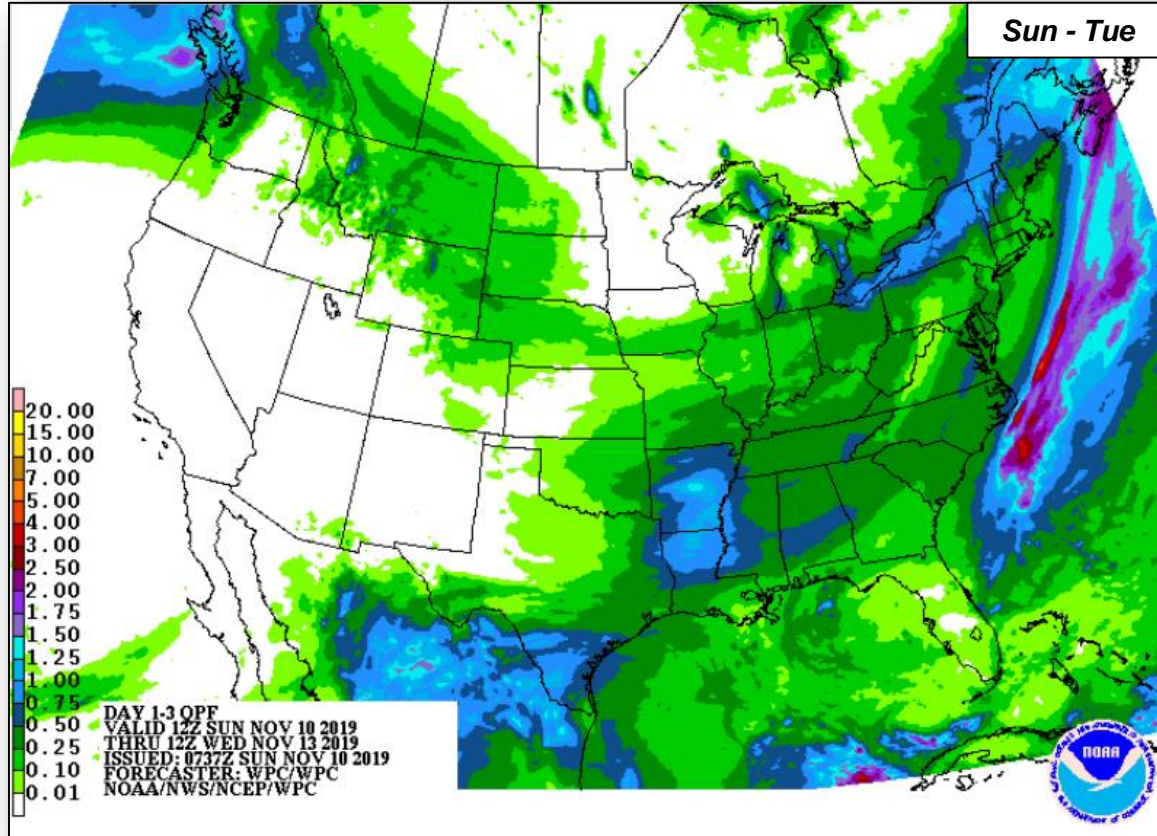 Sun - Tue
20.00
15.00
10.00
7.00
5.00
4.00
3.00
2.50
2.00
1.75
1.50
1.25
1.00
0.75
0.50
0.25
0.10
0.01
DAY 1-3 QPF
VALID 12Z SUN NOV 10 2019
THRU 12Z WED NOV 13 2019
ISSUED: 0737Z SUN NOV 10 2019
FORECASTER: WPC/WPC
NOAA/NWS/NCEP/WPC
NOAA